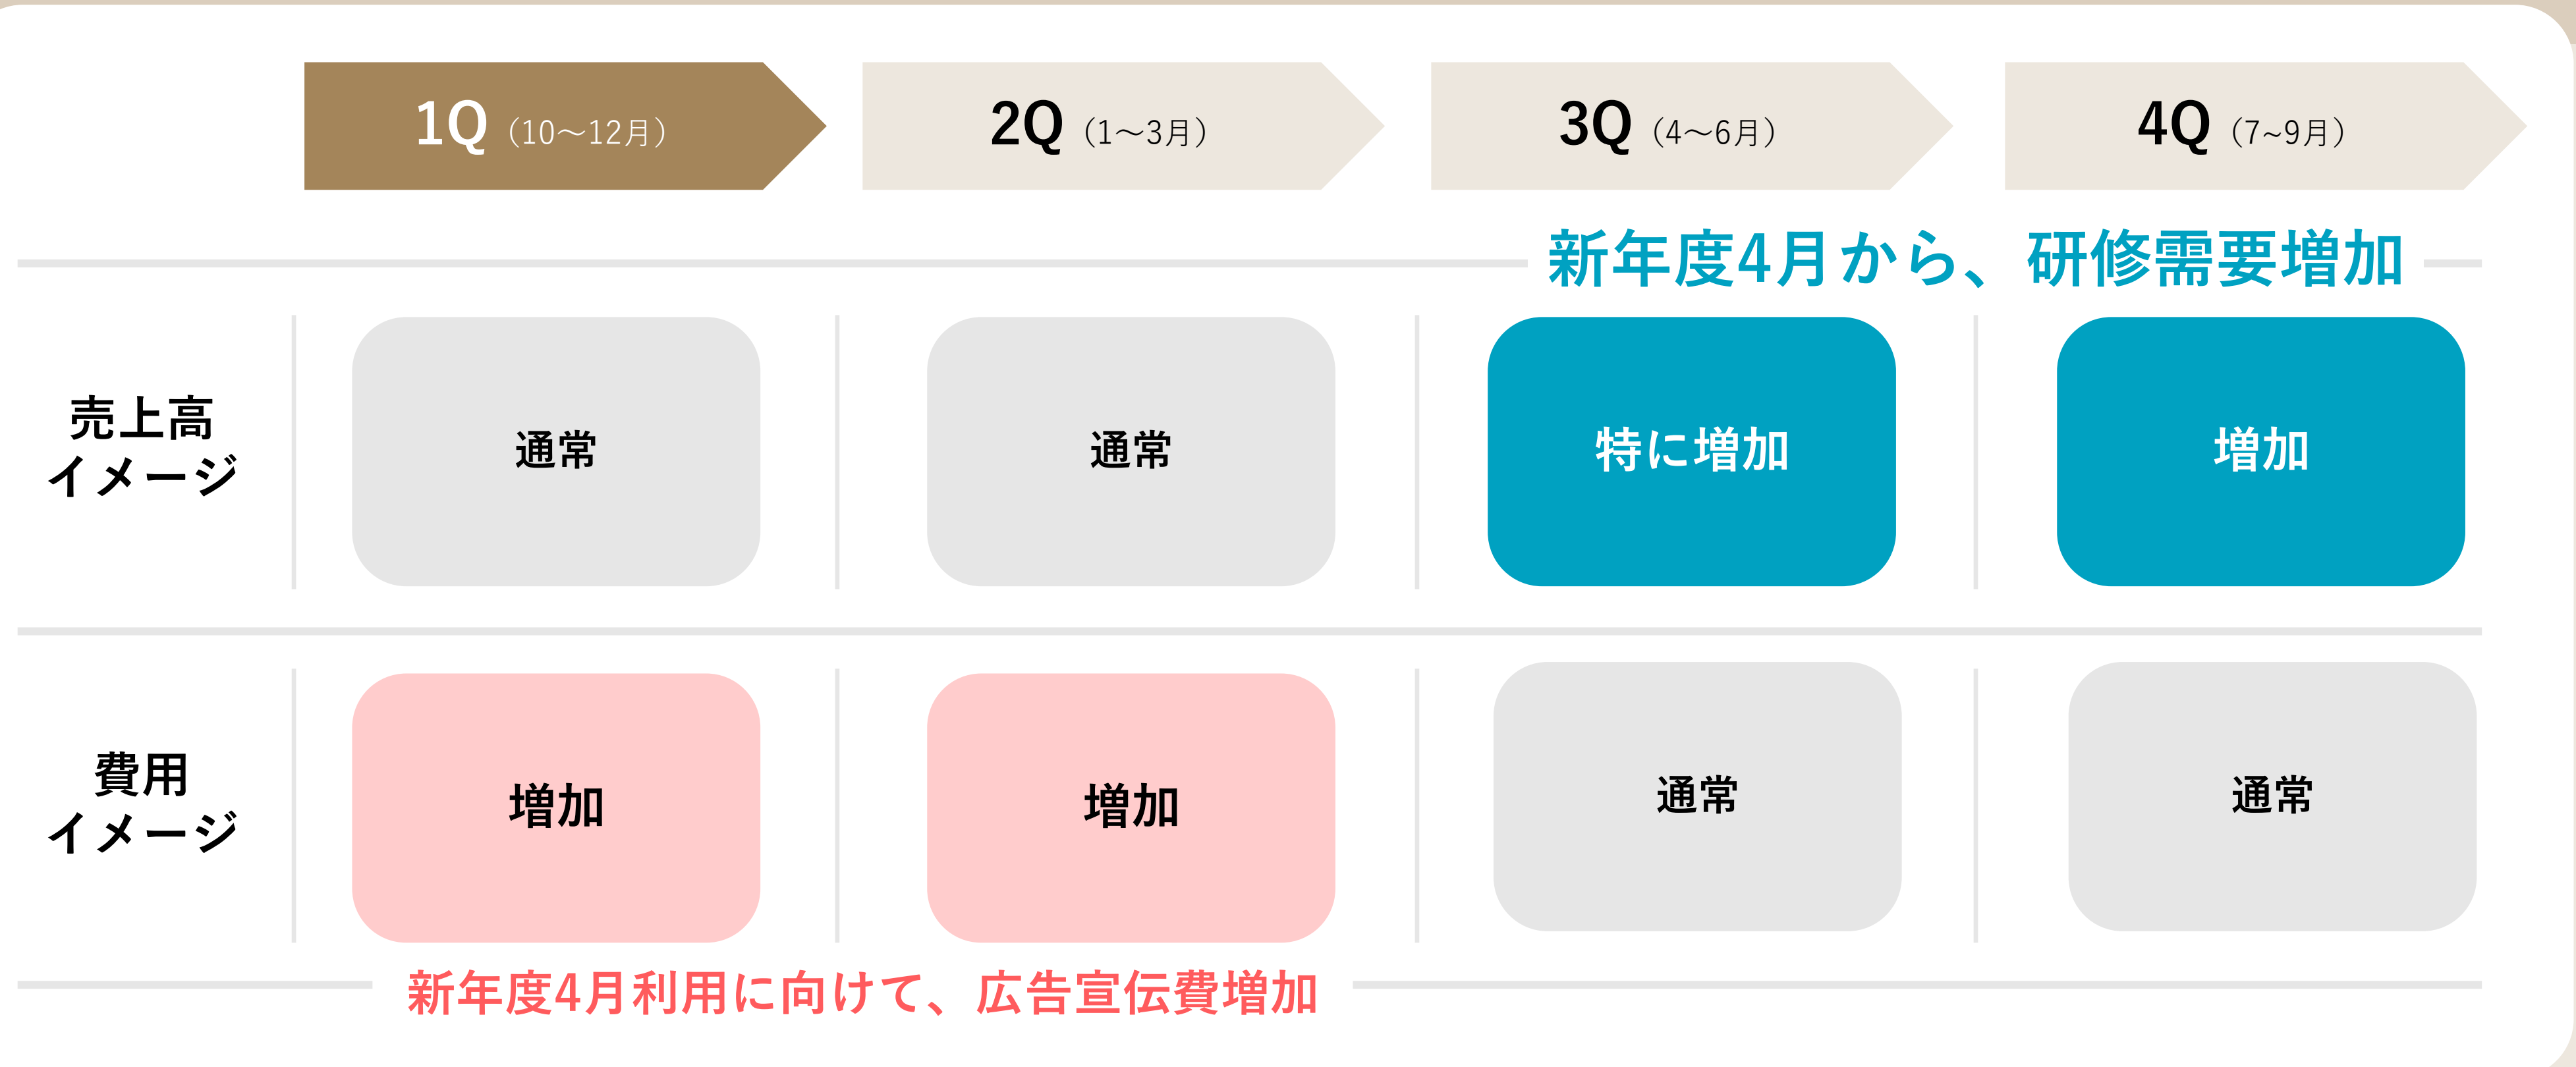 1Q（10～12月）
2Q（1～3月）
3Q（4～6月）
4Q（7~9月）
新年度4月から、研修需要増加
売上高
イメージ
通常
通常
特に増加
増加
費用
イメージ
増加
増加
通常
通常
新年度4月利用に向けて、広告宣伝費増加